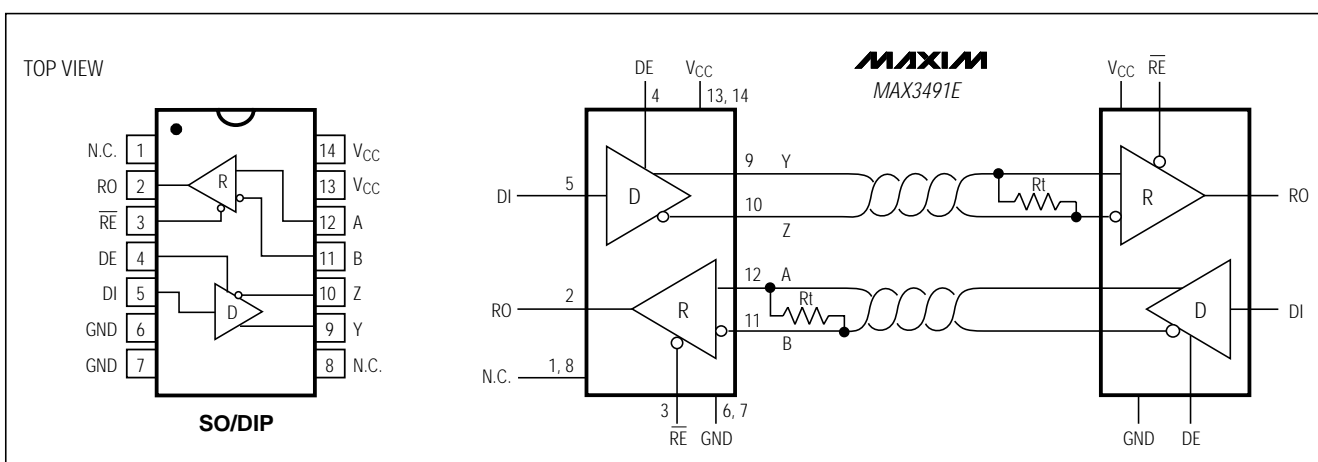 TOP VIEW
N.C. 1
RO 2
RE 3
DE 4
DI 5
GND 6
GND 7
14 VCC
13 VCC
12 A
11 B
10 Z
9 Y
8 N.C.
R
D
SO/DIP
MAXIM
MAX3491E
DE
4
VCC
13, 14
DI
5
D
9 Y
10
Z
Rt
RO
2
R
12 A
11
B
Rt
N.C.
1, 8
3
RE
6, 7
GND
VCC
RE
R
RO
D
DI
GND
DE